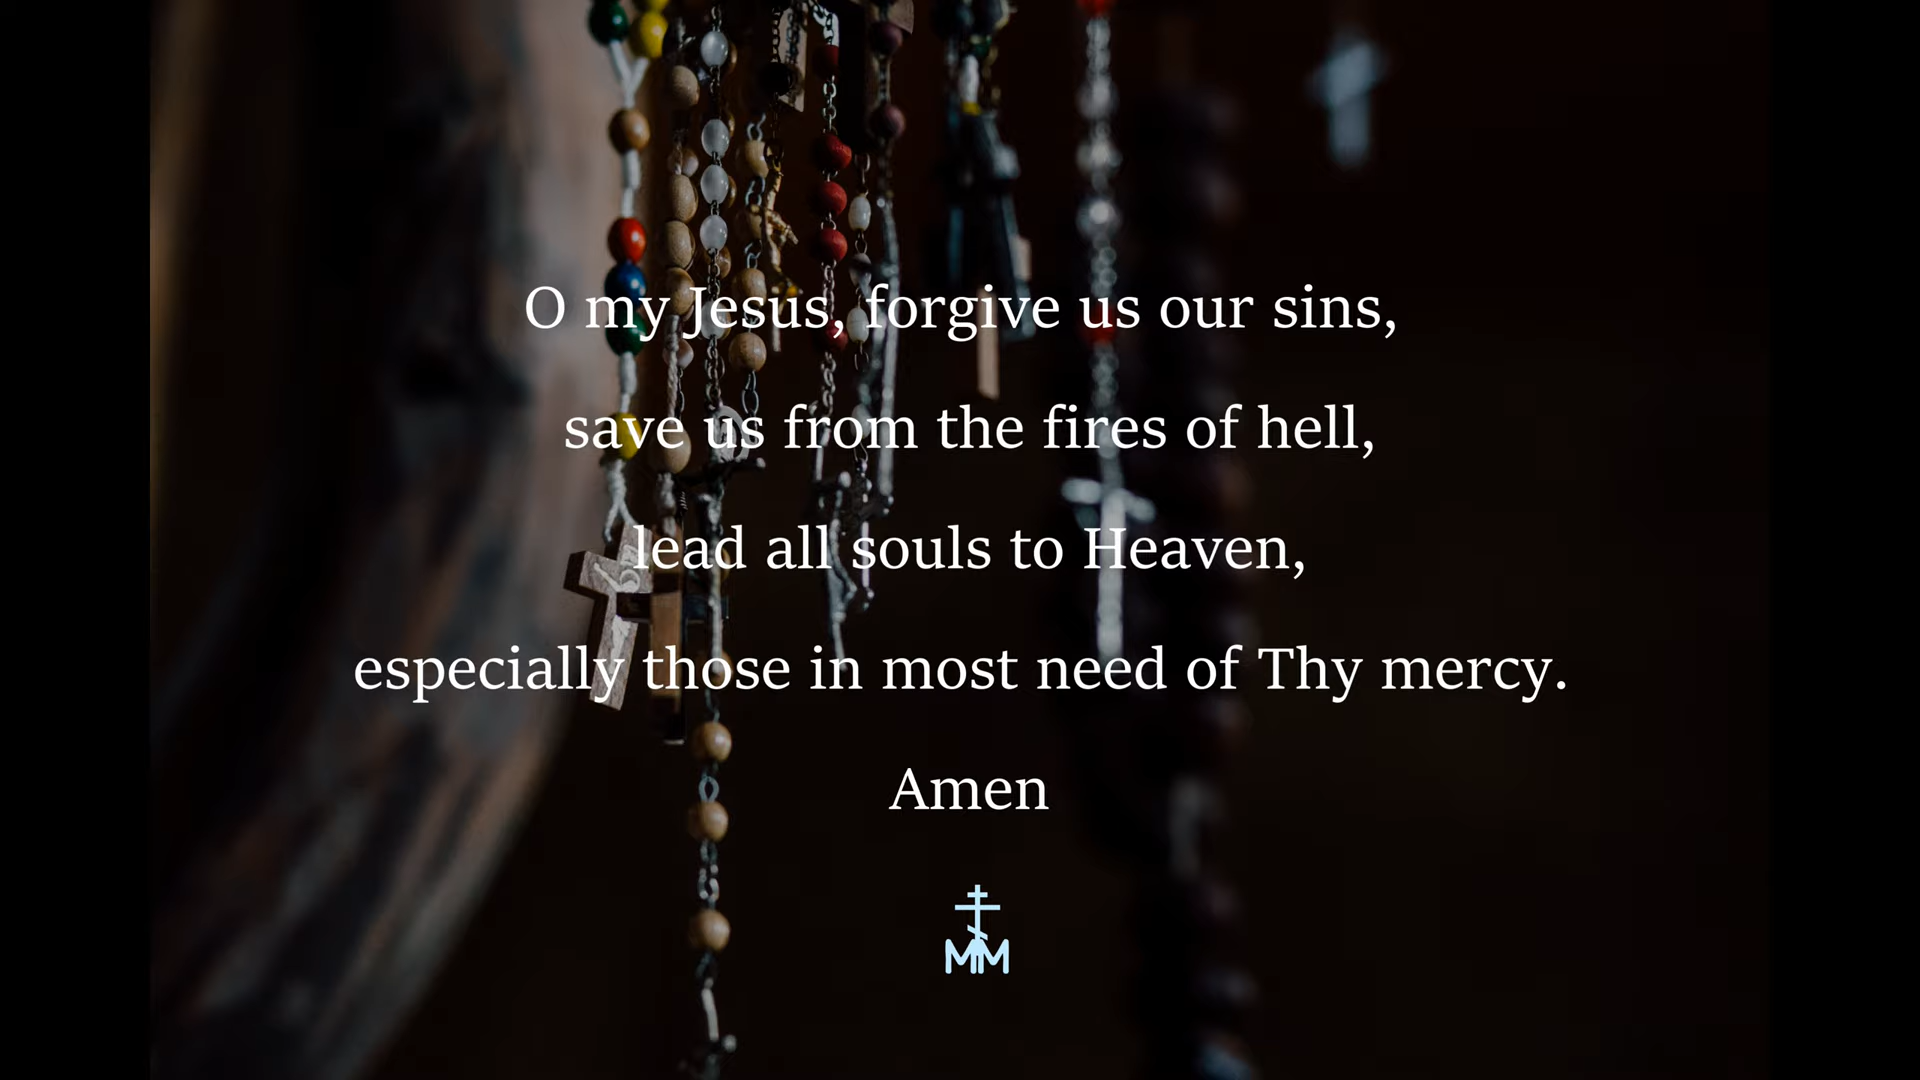 O my Jesus, forgive us our sins,
save us from the fires of hell,
lead all souls to Heaven,
especially those in most need of Thy mercy.
Amen
MM